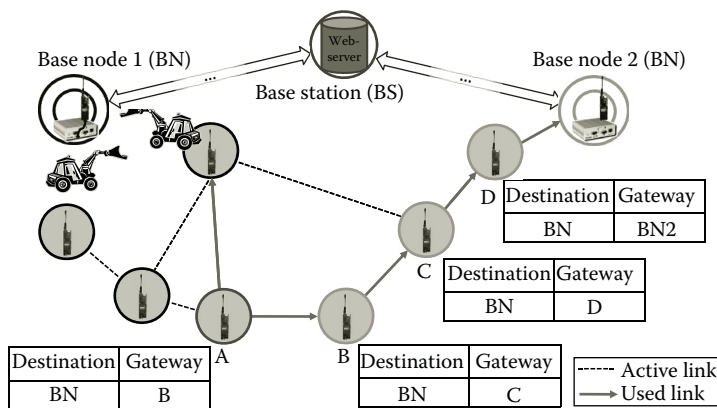 Web-
server
Base node 1 (BN)
Base node 2 (BN)
...
...
Base station (BS)
D
Destination Gateway
BN BN2
C
Destination Gateway
BN D
A
B
Destination Gateway
BN B
Destination Gateway
BN C
Active link
Used link